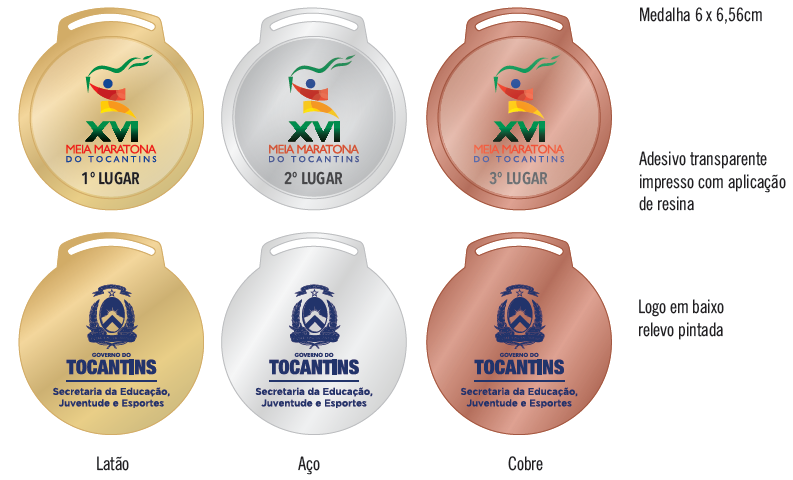 Medalha 6 x 6,56cm
XVI
MEIA MARATONA
DO TOCANTINS
1º LUGAR
XVI
MEIA MARATONA
DO TOCANTINS
2º LUGAR
XVI
MEIA MARATONA
DO TOCANTINS
3º LUGAR
Adesivo transparente
impresso com aplicação
de resina
GOVERNO DO
TOCANTINS
Secretaria da Educação,
Juventude e Esportes
GOVERNO DO
TOCANTINS
Secretaria da Educação,
Juventude e Esportes
GOVERNO DO
TOCANTINS
Secretaria da Educação,
Juventude e Esportes
Logo em baixo
relevo pintada
Latão
Aço
Cobre